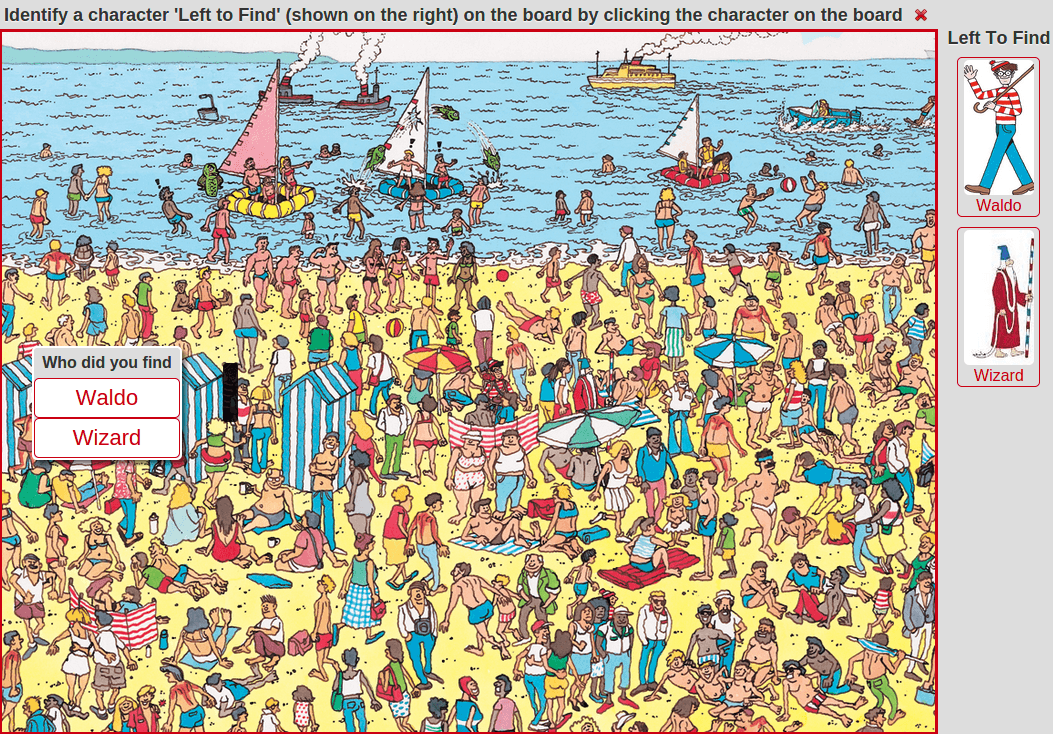 Identify a character 'Left to Find' (shown on the right) on the board by clicking the character on the board
Left To Find
Waldo
Wizard
Who did you find
Waldo
Wizard